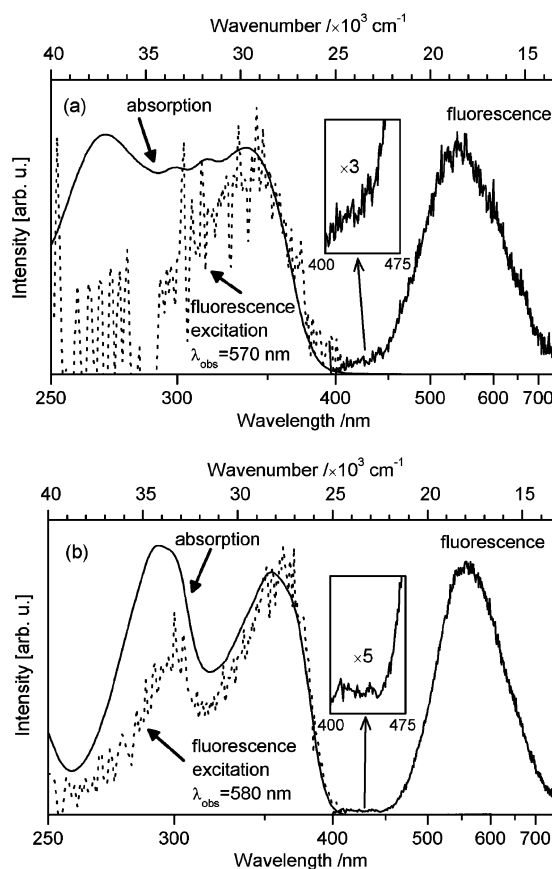 Wavenumber /×10³ cm⁻¹
40 35 30 25 20 15
(a)
absorption
fluorescence
×3
400 475
fluorescence
excitation
λobs=570 nm
Intensity [arb. u.]
250 300 400 500 600 700
Wavelength /nm
Wavenumber /×10³ cm⁻¹
40 35 30 25 20 15
(b)
absorption
fluorescence
×5
400 475
fluorescence
excitation
λobs=580 nm
Intensity [arb. u.]
250 300 400 500 600 700
Wavelength /nm